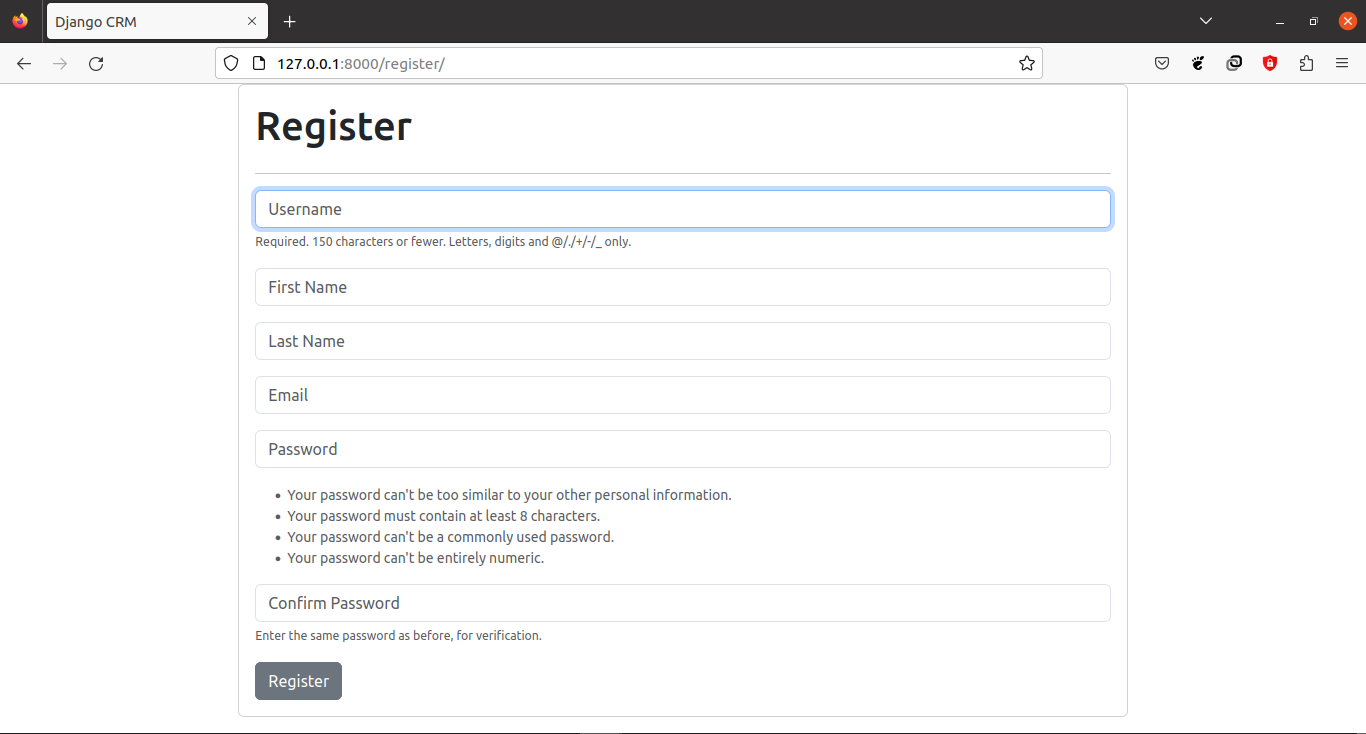 Django CRM
127.0.0.1:8000/register/
Register
Username
Required. 150 characters or fewer. Letters, digits and @/./+/-/_ only.
First Name
Last Name
Email
Password
• Your password can't be too similar to your other personal information.
• Your password must contain at least 8 characters.
• Your password can't be a commonly used password.
• Your password can't be entirely numeric.
Confirm Password
Enter the same password as before, for verification.
Register